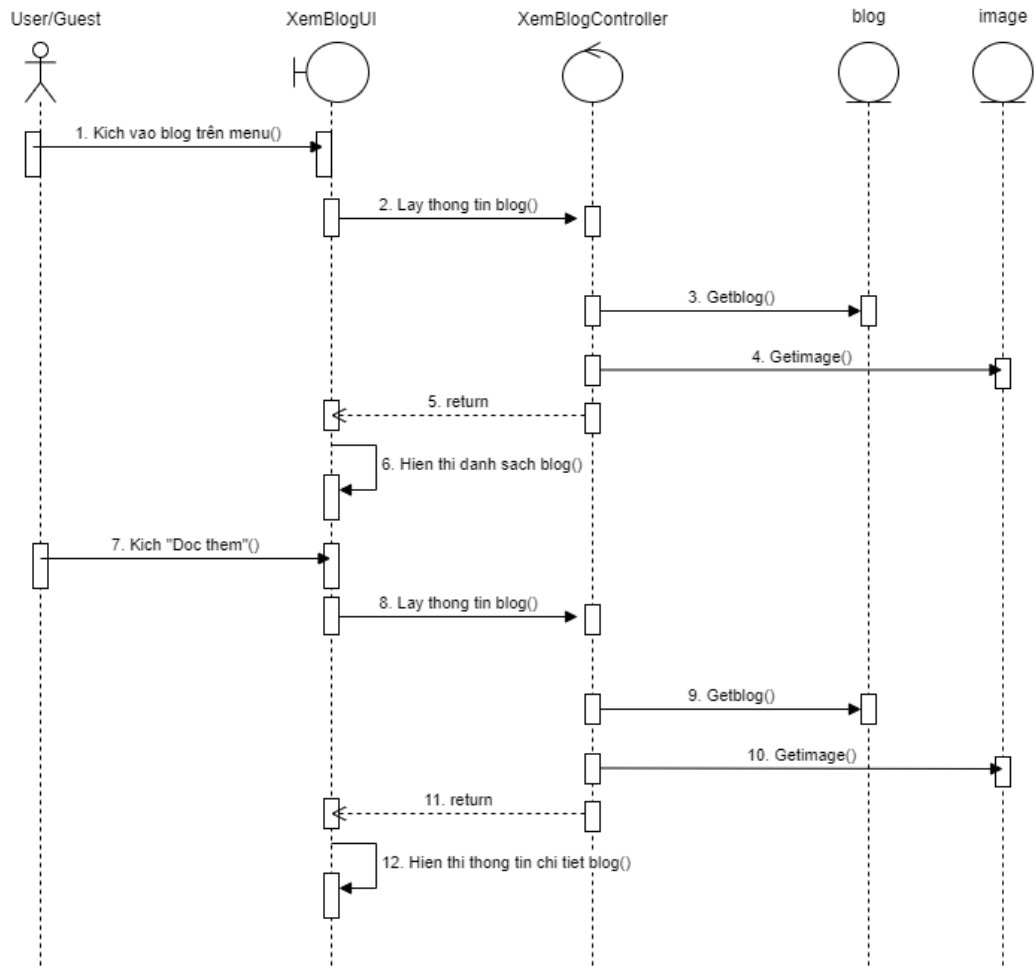 User/Guest
XemBlogUI
XemBlogController
blog
image
1. Kich vao blog trên menu()
2. Lay thong tin blog()
3. Getblog()
4. Getimage()
5. return
6. Hien thi danh sach blog()
7. Kich "Doc them"()
8. Lay thong tin blog()
9. Getblog()
10. Getimage()
11. return
12. Hien thi thong tin chi tiet blog()